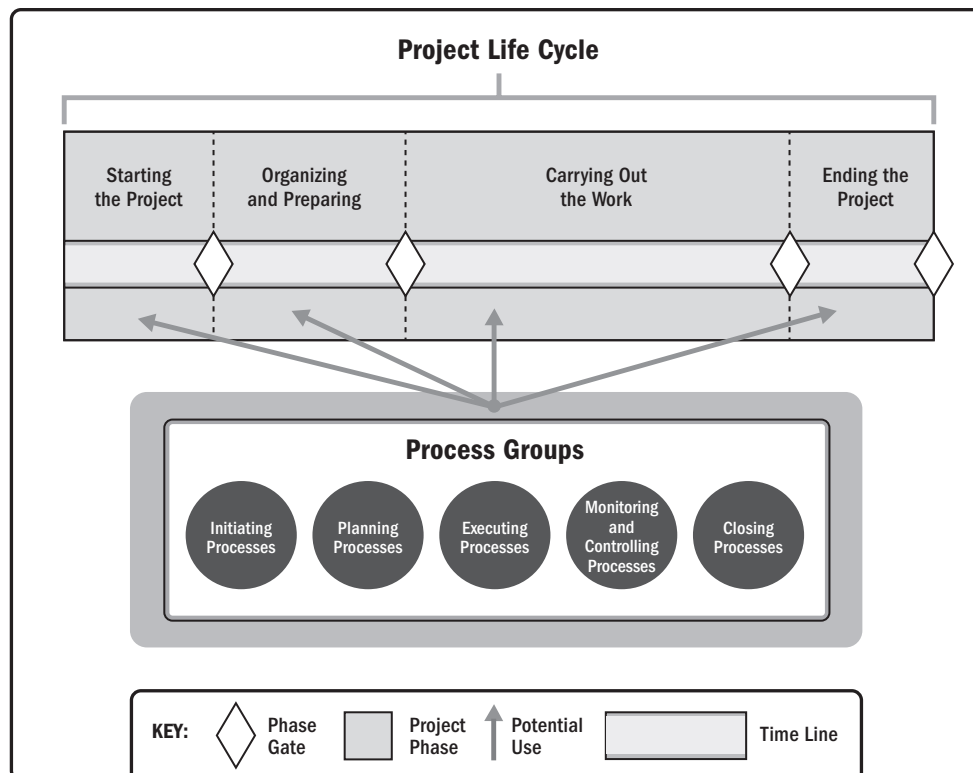 Project Life Cycle
Starting
the Project
Organizing
and Preparing
Carrying Out
the Work
Ending the
Project
Process Groups
Initiating
Processes
Planning
Processes
Executing
Processes
Monitoring
and
Controlling
Processes
Closing
Processes
KEY:
Phase
Gate
Project
Phase
Potential
Use
Time Line